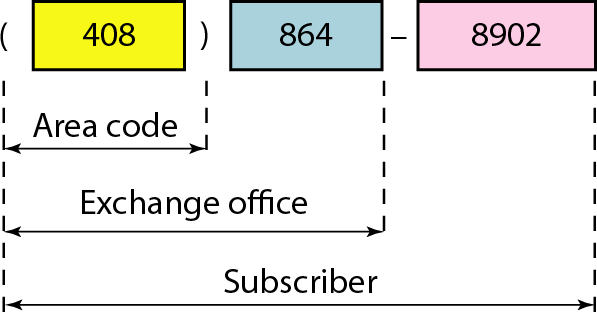 ( 408 ) 864 – 8902
Area code
Exchange office
Subscriber